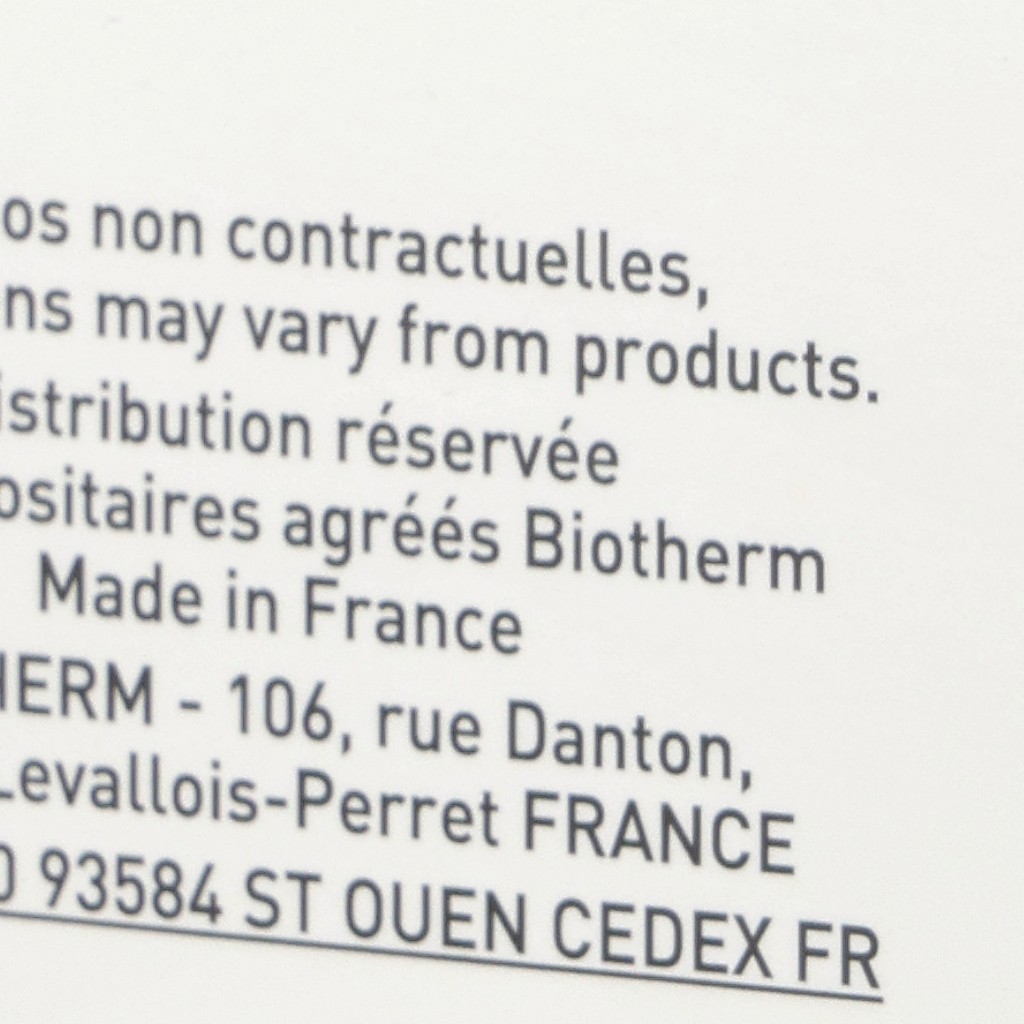 os non contractuelles,
ns may vary from products.
istribution réservée
ositaires agréés Biotherm
Made in France
HERM - 106, rue Danton,
Levallois-Perret FRANCE
93584 ST OUEN CEDEX FR